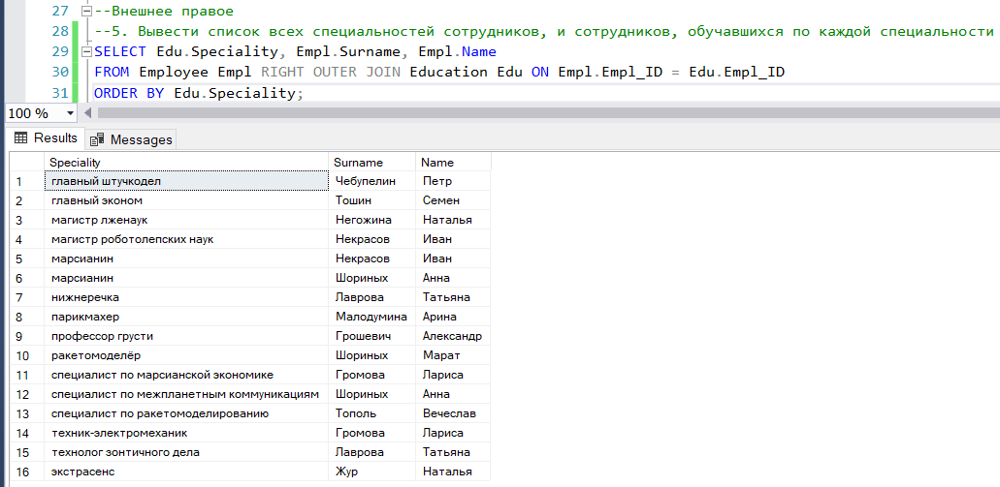 27 --Внешнее правое
28 --5. Вывести список всех специальностей сотрудников, и сотрудников, обучавшихся по каждой специальности
29 SELECT Edu.Speciality, Empl.Surname, Empl.Name
30 FROM Employee Empl RIGHT OUTER JOIN Education Edu ON Empl.Empl_ID = Edu.Empl_ID
31 ORDER BY Edu.Speciality;
100 %
Results Messages
Speciality Surname Name
1 главный штучкодел Чебупелин Петр
2 главный эконом Тошин Семен
3 магистр лженаук Негожина Наталья
4 магистр роботолепских наук Некрасов Иван
5 марсианин Некрасов Иван
6 марсианин Шориных Анна
7 нижнеречка Лаврова Татьяна
8 парикмахер Малодумина Арина
9 профессор грусти Грошевич Александр
10 ракетомоделёр Шориных Марат
11 специалист по марсианской экономике Громова Лариса
12 специалист по межпланетным коммуникациям Шориных Анна
13 специалист по ракетомоделированию Тополь Вечеслав
14 техник-электромеханик Громова Лариса
15 технолог зонтичного дела Лаврова Татьяна
16 экстрасенс Жур Наталья